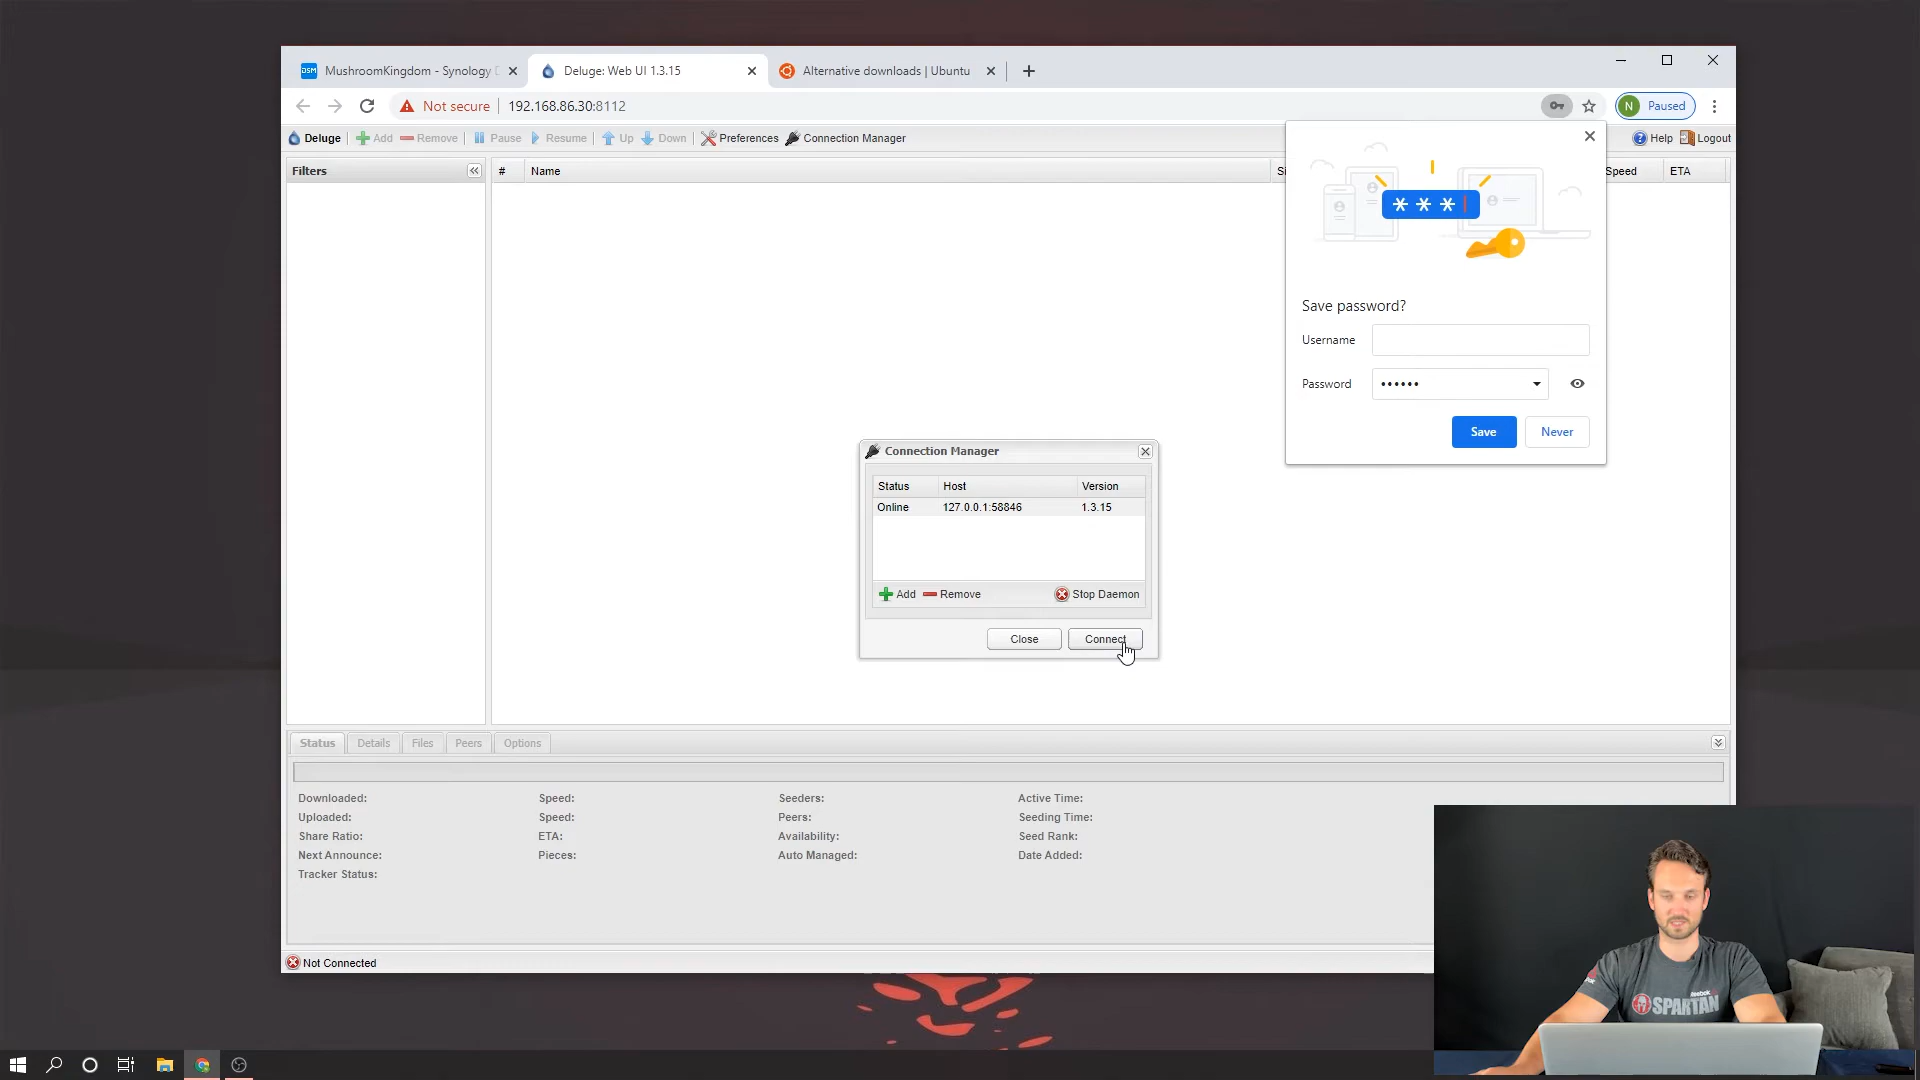 DSM MushroomKingdom - Synology D
Deluge: Web UI 1.3.15
Alternative downloads | Ubuntu
Not secure 192.168.86.30:8112
N Paused
Deluge Add Remove Pause Resume Up Down Preferences Connection Manager Help Logout
Filters # Name Si Speed ETA
* * *
Save password?
Username
Password ••••••
Save Never
Connection Manager
Status Host Version
Online 127.0.0.1:58846 1.3.15
Add Remove Stop Daemon
Close Connect
Status Details Files Peers Options
Downloaded: Speed: Seeders: Active Time:
Uploaded: Speed: Peers: Seeding Time:
Share Ratio: ETA: Availability: Seed Rank:
Next Announce: Pieces: Auto Managed: Date Added:
Tracker Status:
Not Connected
Reebok
SPARTAN